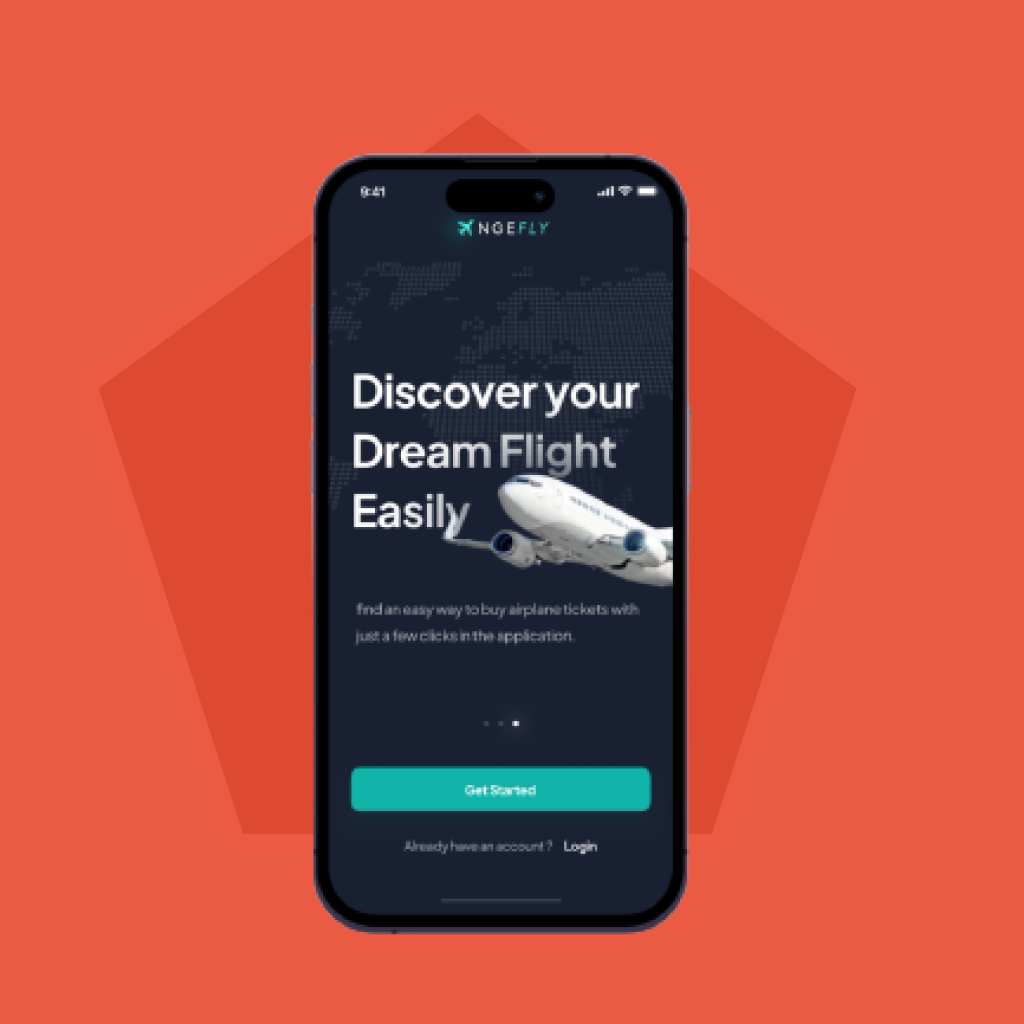 9:41
NGEFLY
Discover your
Dream Flight
Easily
find an easy way to buy airplane tickets with
just a few clicks in the application.
Get Started
Already have an account? Login